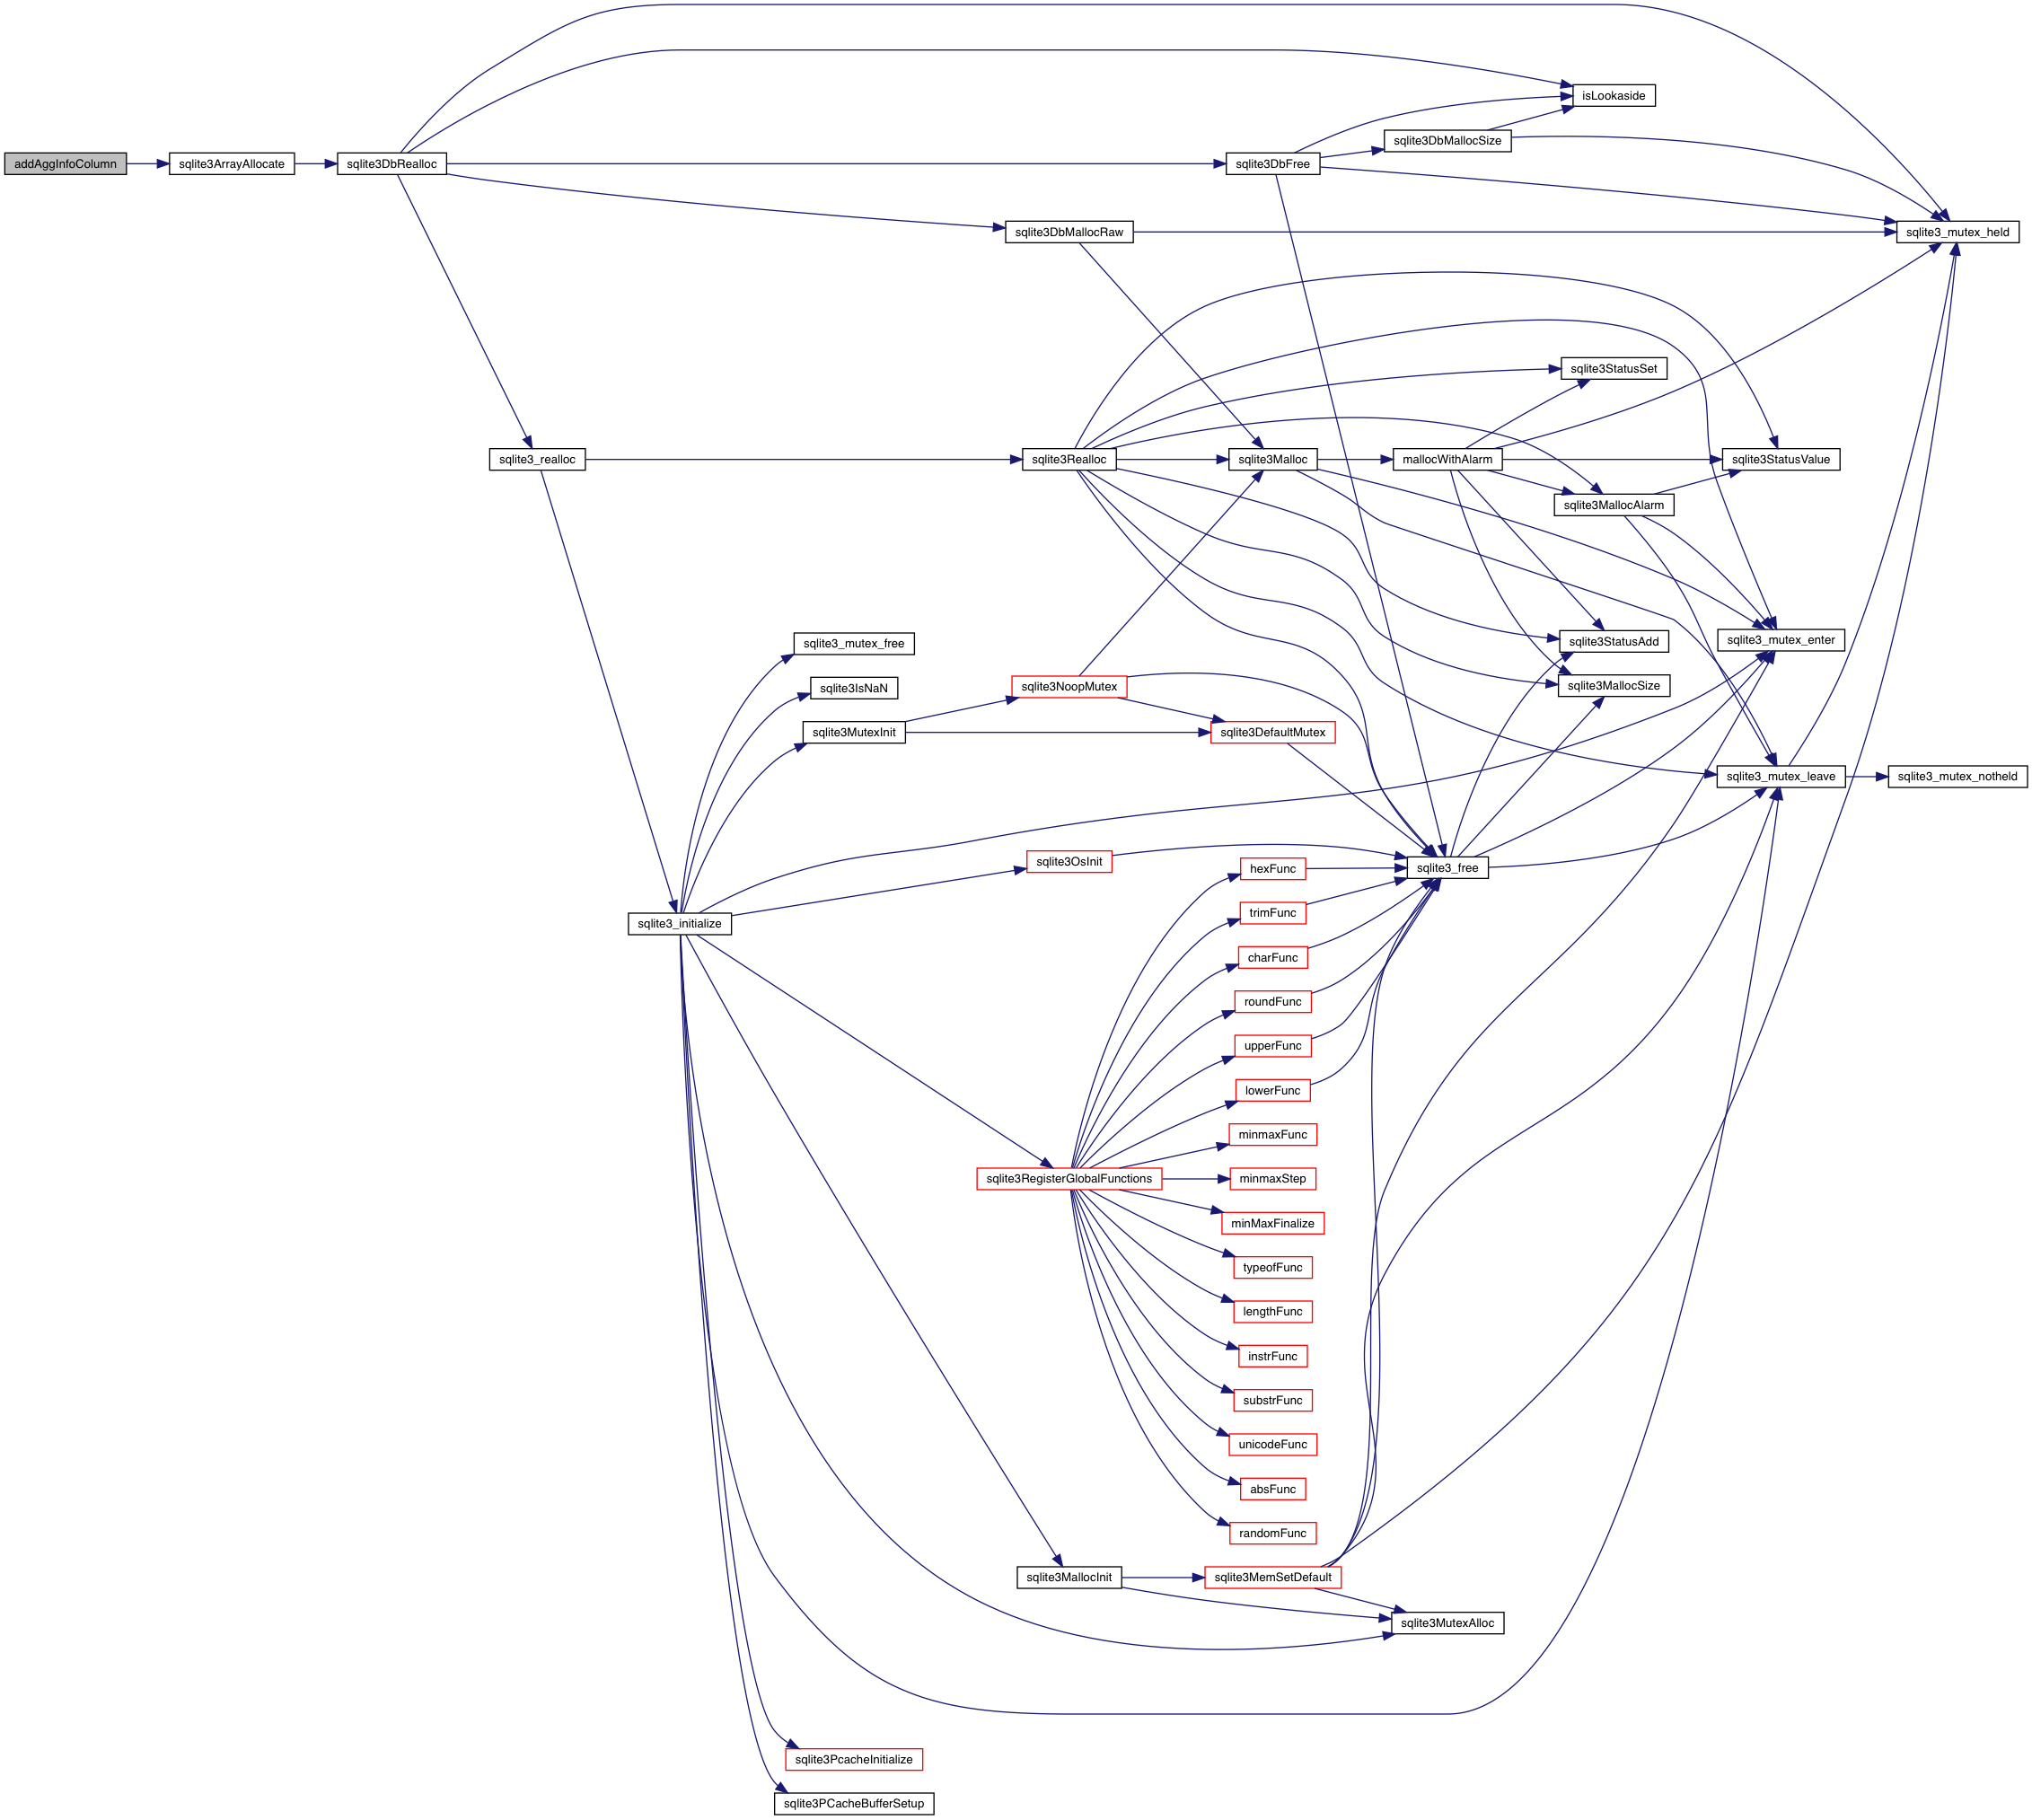 addAggInfoColumn
sqlite3ArrayAllocate
sqlite3DbRealloc
sqlite3DbFree
sqlite3DbMallocSize
isLookaside
sqlite3DbMallocRaw
sqlite3_mutex_held
sqlite3_realloc
sqlite3Realloc
sqlite3Malloc
mallocWithAlarm
sqlite3StatusSet
sqlite3StatusValue
sqlite3MallocAlarm
sqlite3_mutex_free
sqlite3IsNaN
sqlite3MutexInit
sqlite3NoopMutex
sqlite3DefaultMutex
sqlite3StatusAdd
sqlite3MallocSize
sqlite3_mutex_enter
sqlite3_mutex_leave
sqlite3_mutex_notheld
sqlite3OsInit
sqlite3_free
sqlite3_initialize
hexFunc
trimFunc
charFunc
roundFunc
upperFunc
lowerFunc
minmaxFunc
sqlite3RegisterGlobalFunctions
minmaxStep
minMaxFinalize
typeofFunc
lengthFunc
instrFunc
substrFunc
unicodeFunc
absFunc
randomFunc
sqlite3MallocInit
sqlite3MemSetDefault
sqlite3MutexAlloc
sqlite3PcacheInitialize
sqlite3PCacheBufferSetup